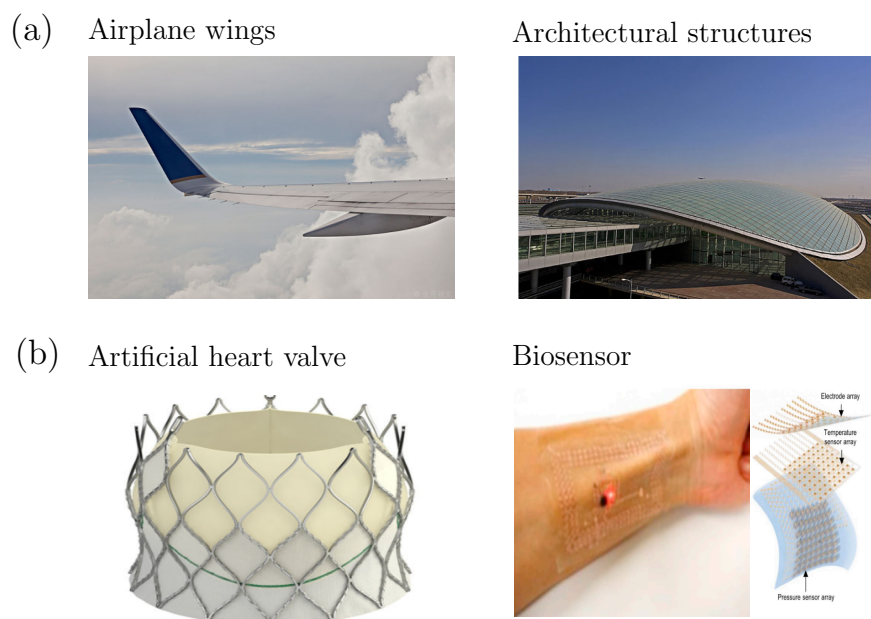 (a) Airplane wings
Architectural structures
(b) Artificial heart valve
Biosensor
Electrode array
Temperature
sensor array
Pressure sensor array